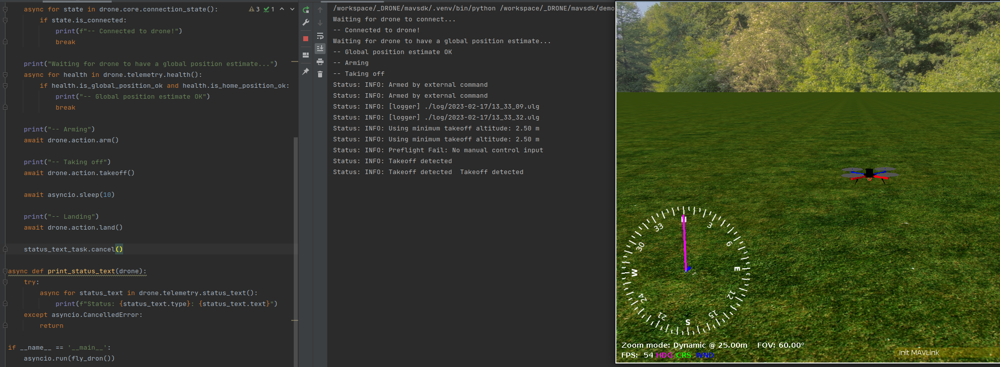 async for state in drone.core.connection_state():
3 1
if state.is_connected:
print(f"-- Connected to drone!")
break
print("Waiting for drone to have a global position estimate...")
async for health in drone.telemetry.health():
if health.is_global_position_ok and health.is_home_position_ok:
print("-- Global position estimate OK")
break
print("-- Arming")
await drone.action.arm()
print("-- Taking off")
await drone.action.takeoff()
await asyncio.sleep(10)
print("-- Landing")
await drone.action.land()
status_text_task.cancel()
async def print_status_text(drone):
try:
async for status_text in drone.telemetry.status_text():
print(f"Status: {status_text.type}: {status_text.text}")
except asyncio.CancelledError:
return
if __name__ == '__main__':
asyncio.run(fly_dron())
/workspace/_DRONE/mavsdk/.venv/bin/python /workspace/_DRONE/mavsdk/demo
Waiting for drone to connect...
-- Connected to drone!
Waiting for drone to have a global position estimate...
-- Global position estimate OK
-- Arming
-- Taking off
Status: INFO: Armed by external command
Status: INFO: Armed by external command
Status: INFO: [logger] ./log/2023-02-17/13_33_09.ulg
Status: INFO: [logger] ./log/2023-02-17/13_33_32.ulg
Status: INFO: Using minimum takeoff altitude: 2.50 m
Status: INFO: Using minimum takeoff altitude: 2.50 m
Status: INFO: Preflight Fail: No manual control input
Status: INFO: Takeoff detected
Status: INFO: Takeoff detected  Takeoff detected
N
3
6
E
12
15
S
21
24
W
30
33
Zoom mode: Dynamic @ 25.00m FOV: 60.00°
FPS: 54 HDG CRS WND
Init MAVLink